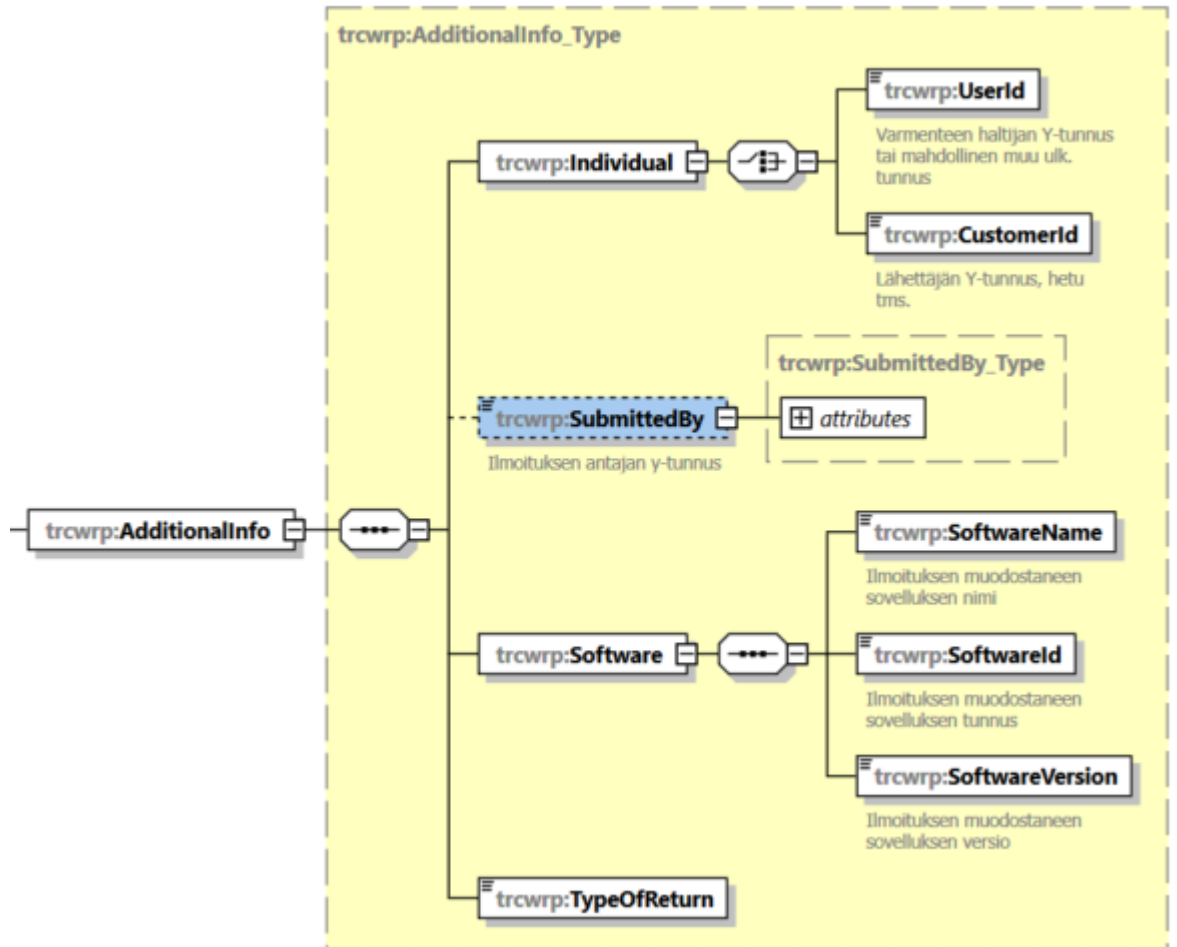 trcwrp:AdditionalInfo_Type
trcwrp:UserId
Varmenteen haltijan Y-tunnus
tai mahdollinen muu ulk.
tunnus
trcwrp:Individual
trcwrp:CustomerId
Lähettäjän Y-tunnus, hetu
tms.
trcwrp:SubmittedBy_Type
trcwrp:SubmittedBy
attributes
Ilmoituksen antajan y-tunnus
trcwrp:AdditionalInfo
trcwrp:SoftwareName
Ilmoituksen muodostaneen
sovelluksen nimi
trcwrp:Software
trcwrp:SoftwareId
Ilmoituksen muodostaneen
sovelluksen tunnus
trcwrp:SoftwareVersion
Ilmoituksen muodostaneen
sovelluksen versio
trcwrp:TypeOfReturn